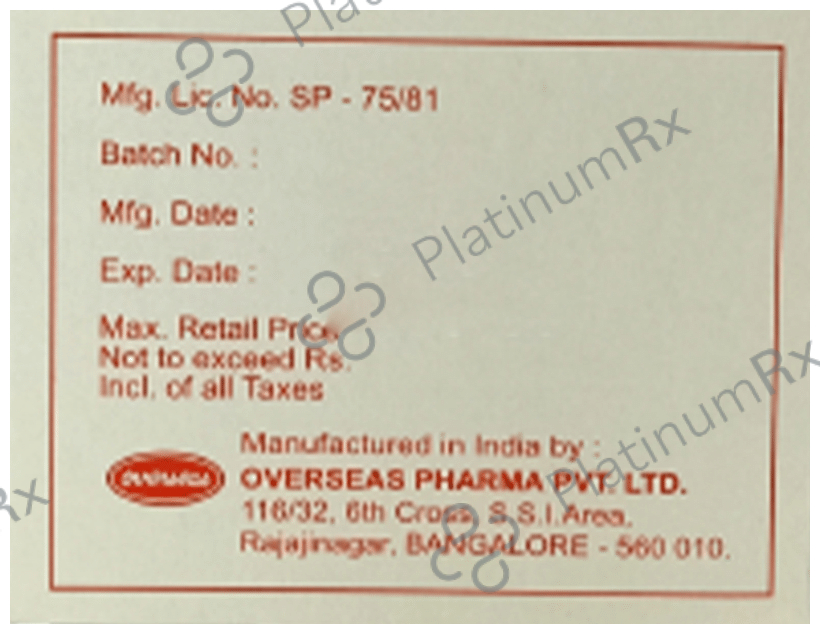 PlatinumRx
Mfg. Lic. No. SP - 75/81
Batch No. :
PlatinumRx
Mfg. Date :
Exp. Date :
Max. Retail Price
Not to exceed Rs.
Incl. of all Taxes
PlatinumRx
Manufactured in India by :
OVERSEAS PHARMA PVT. LTD.
116/32, 6th Cross, S.S.I.Area,
Rajajinagar, BANGALORE - 560 010.
Rx